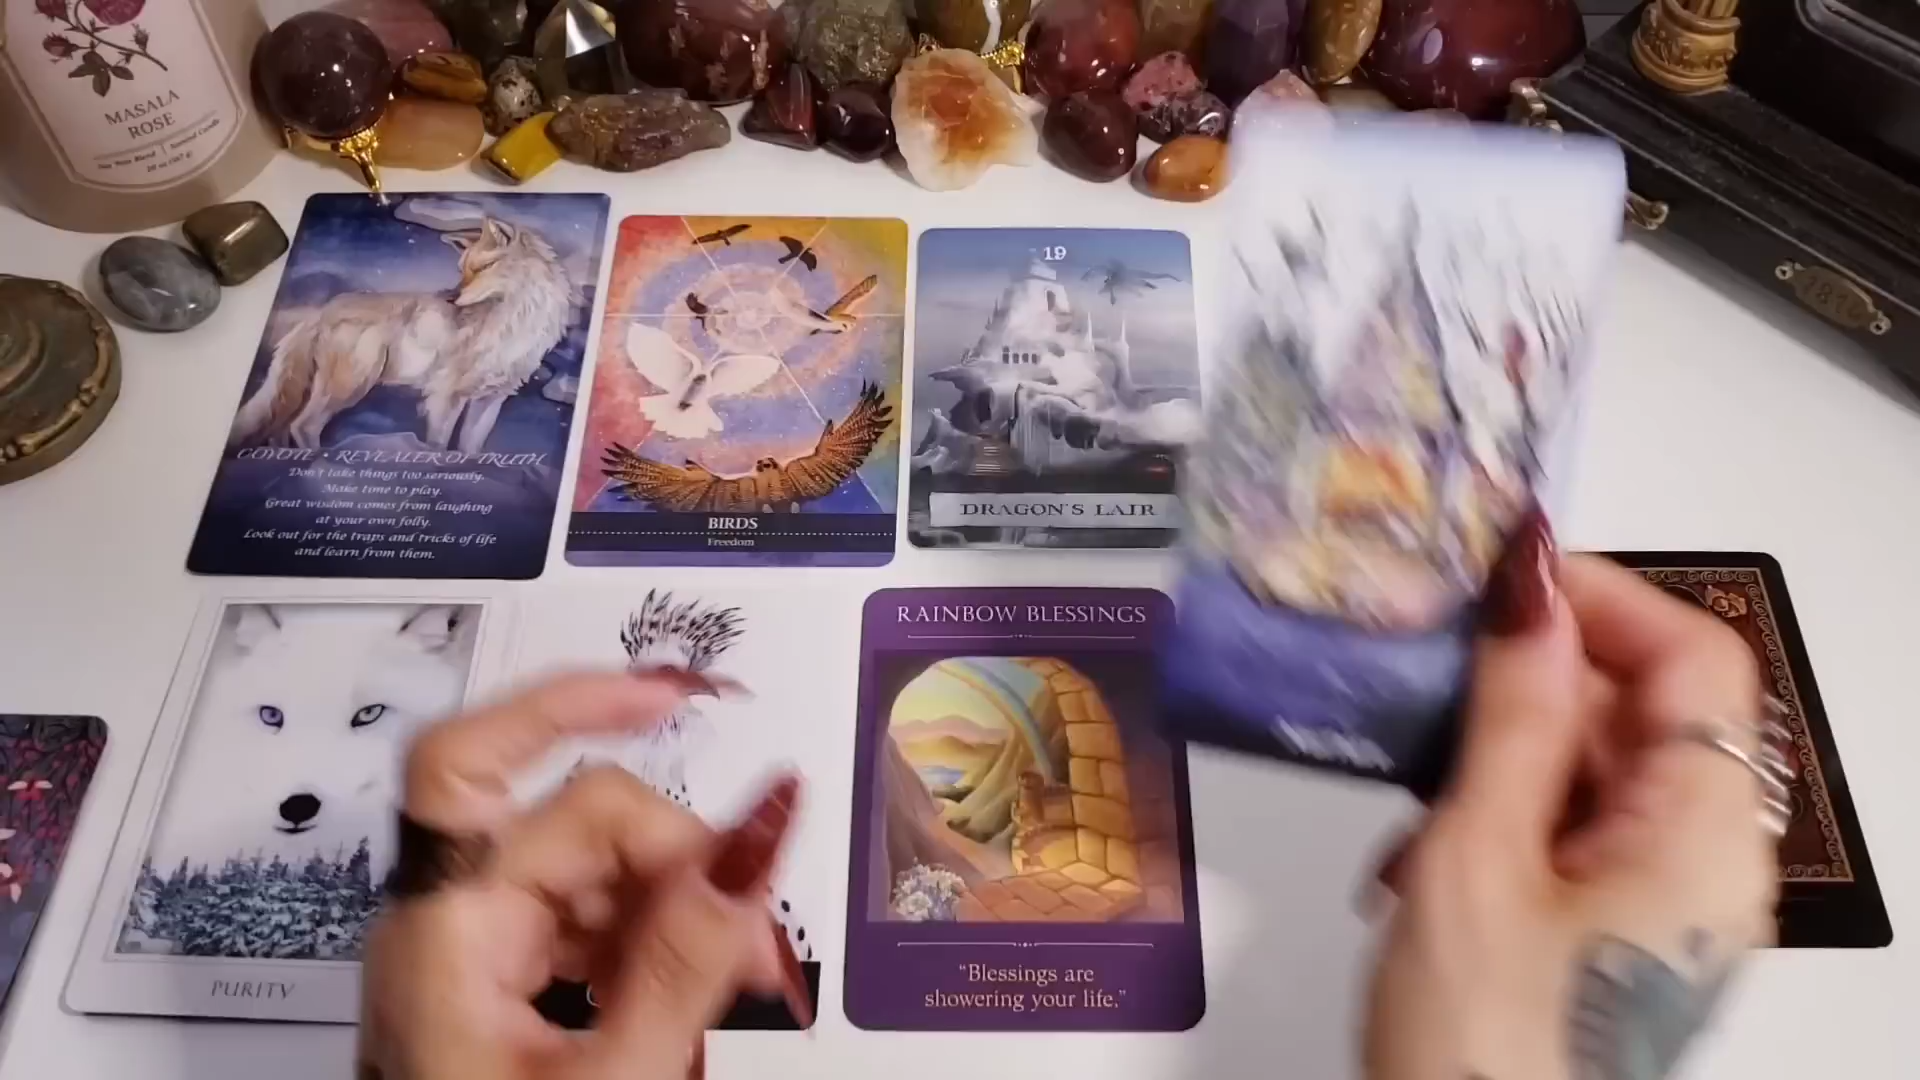 MASALA
ROSE
COYOTE • REVEALER OF TRUTH
Don't take things too seriously.
Make time to play.
Great wisdom comes from laughing
at your own folly.
Look out for the traps and tricks of life
and learn from them.
BIRDS
Freedom
19
DRAGON'S LAIR
1816
PURITY
RAINBOW BLESSINGS
"Blessings are
showering your life."